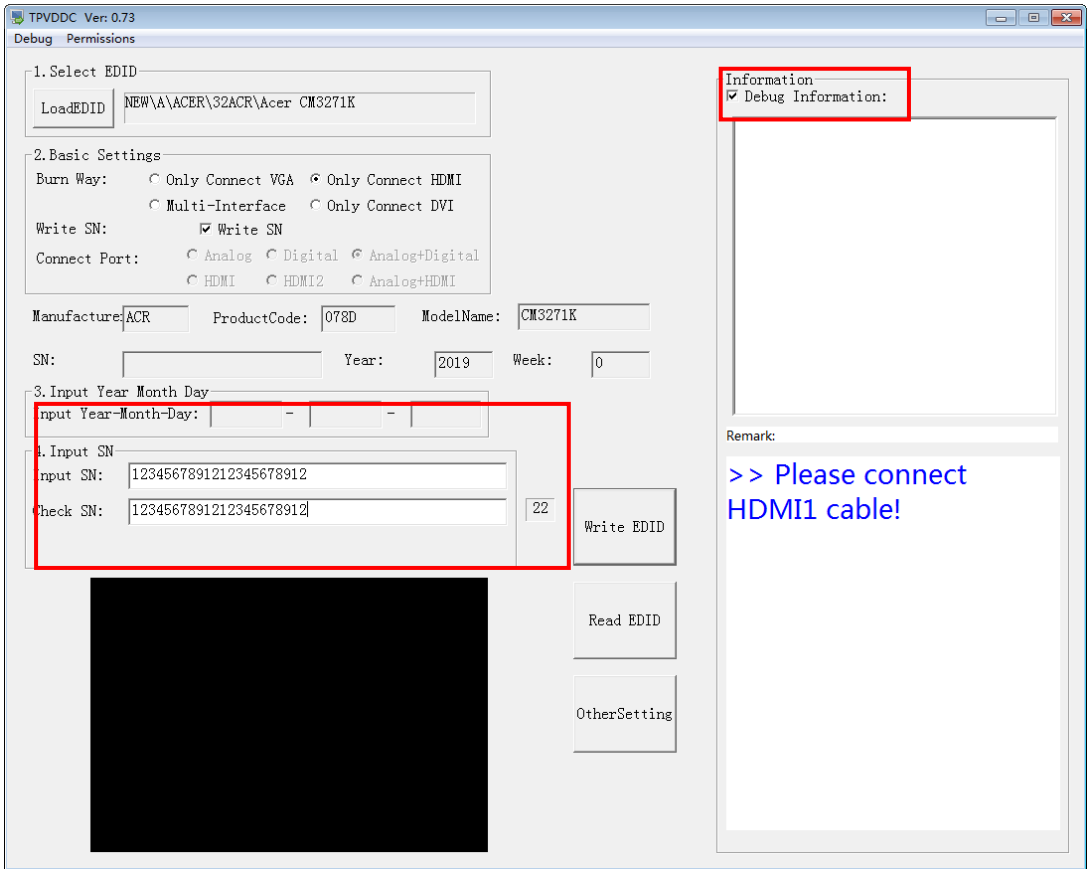 TPVDDC Ver: 0.73
Debug Permissions
1.Select EDID
LoadEDID NEW\A\ACER\32ACR\Acer CM3271K
2.Basic Settings
Burn Way: Only Connect VGA Only Connect HDMI
Multi-Interface Only Connect DVI
Write SN: Write SN
Connect Port: Analog Digital Analog+Digital
HDMI HDMI2 Analog+HDMI
Manufacture: ACR ProductCode: 078D ModelName: CM3271K
SN: Year: 2019 Week: 0
3.Input Year Month Day
Input Year-Month-Day: - -
4.Input SN
Input SN: 1234567891212345678912
Check SN: 1234567891212345678912 22
Write EDID
Read EDID
OtherSetting
Information
Debug Information:
Remark:
>> Please connect
HDMI1 cable!